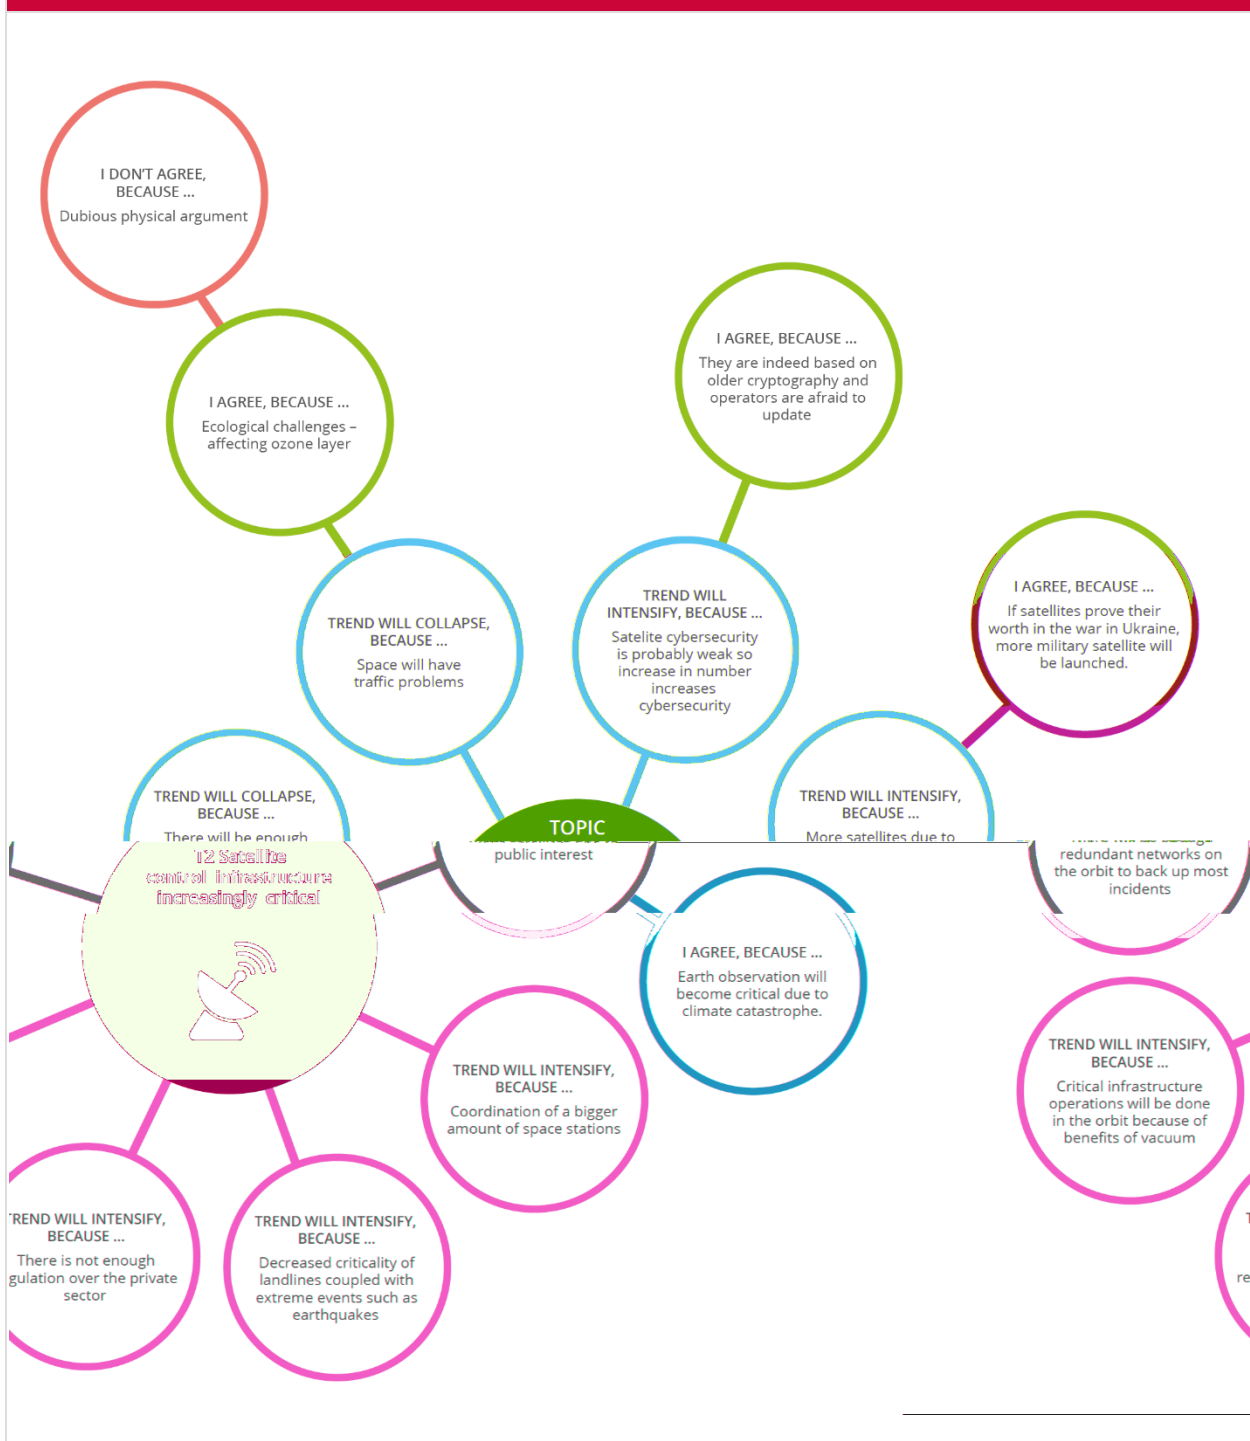 I DON'T AGREE,
BECAUSE ...
Dubious physical argument
I AGREE, BECAUSE ...
They are indeed based on
older cryptography and
operators are afraid to
update
I AGREE, BECAUSE ...
Ecological challenges –
affecting ozone layer
I AGREE, BECAUSE ...
If satellites prove their
worth in the war in Ukraine,
more military satellite will
be launched.
TREND WILL COLLAPSE,
BECAUSE ...
Space will have
traffic problems
TREND WILL
INTENSIFY, BECAUSE ...
Satelite cybersecurity
is probably weak so
increase in number
increases
cybersecurity
TREND WILL COLLAPSE,
BECAUSE ...
There will be enough
TREND WILL INTENSIFY,
BECAUSE ...
More satellites due to
TOPIC
T2 Satellite
control infrastructure
increasingly critical
public interest
redundant networks on
the orbit to back up most
incidents
I AGREE, BECAUSE ...
Earth observation will
become critical due to
climate catastrophe.
TREND WILL INTENSIFY,
BECAUSE ...
Coordination of a bigger
amount of space stations
TREND WILL INTENSIFY,
BECAUSE ...
Critical infrastructure
operations will be done
in the orbit because of
benefits of vacuum
TREND WILL INTENSIFY,
BECAUSE ...
There is not enough
gulation over the private
sector
TREND WILL INTENSIFY,
BECAUSE ...
Decreased criticality of
landlines coupled with
extreme events such as
earthquakes
T
re